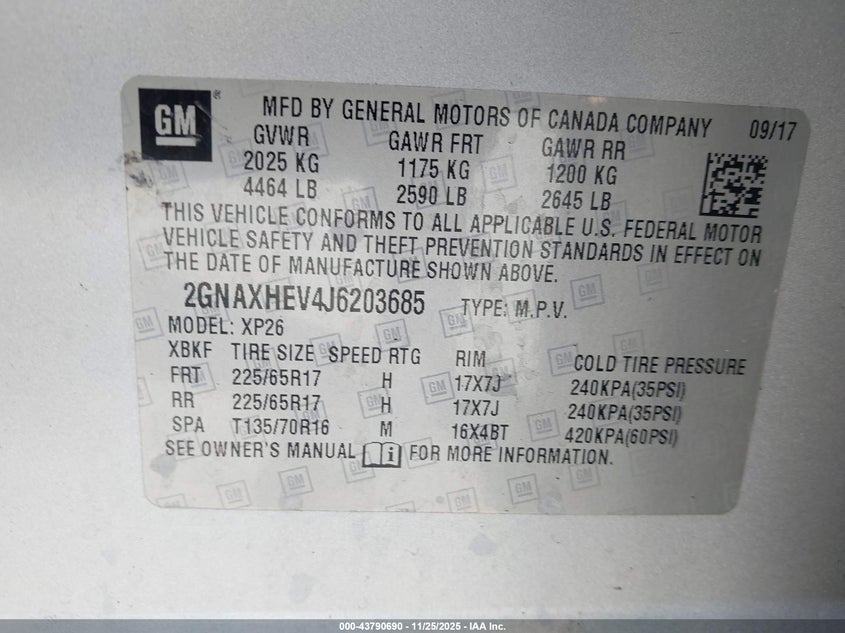 GM ® MFD BY GENERAL MOTORS OF CANADA COMPANY 09/17
GVWR GAWR FRT GAWR RR
2025 KG 1175 KG 1200 KG
4464 LB 2590 LB 2645 LB
THIS VEHICLE CONFORMS TO ALL APPLICABLE U.S. FEDERAL MOTOR
VEHICLE SAFETY AND THEFT PREVENTION STANDARDS IN EFFECT ON
THE DATE OF MANUFACTURE SHOWN ABOVE.
2GNAXHEV4J6203685 TYPE: M.P.V.
MODEL: XP26
XBKF TIRE SIZE SPEED RTG RIM COLD TIRE PRESSURE
FRT 225/65R17 H 17X7J 240KPA(35PSI)
RR 225/65R17 H 17X7J 240KPA(35PSI)
SPA T135/70R16 M 16X4BT 420KPA(60PSI)
SEE OWNER'S MANUAL i FOR MORE INFORMATION.
000-43790690 - 11/25/2025 - IAA Inc.